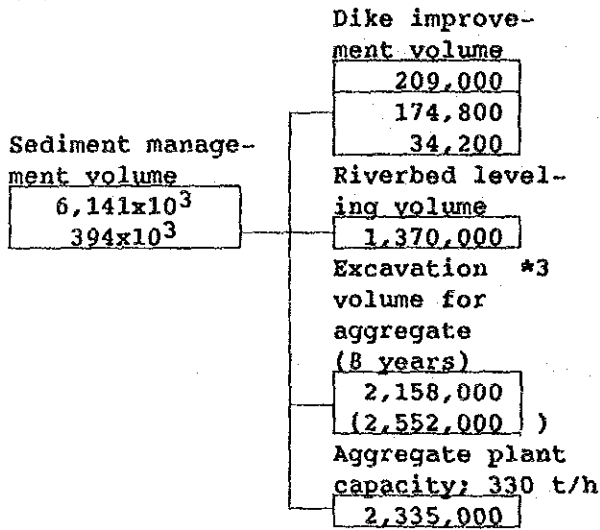 Dike improve-
ment volume
209,000
174,800
34,200
Sediment manage-
ment volume
6,141x10³
394x10³
Riverbed level-
ing volume
1,370,000
Excavation *3
volume for
aggregate
(8 years)
2,158,000
(2,552,000 )
Aggregate plant
capacity; 330 t/h
2,335,000